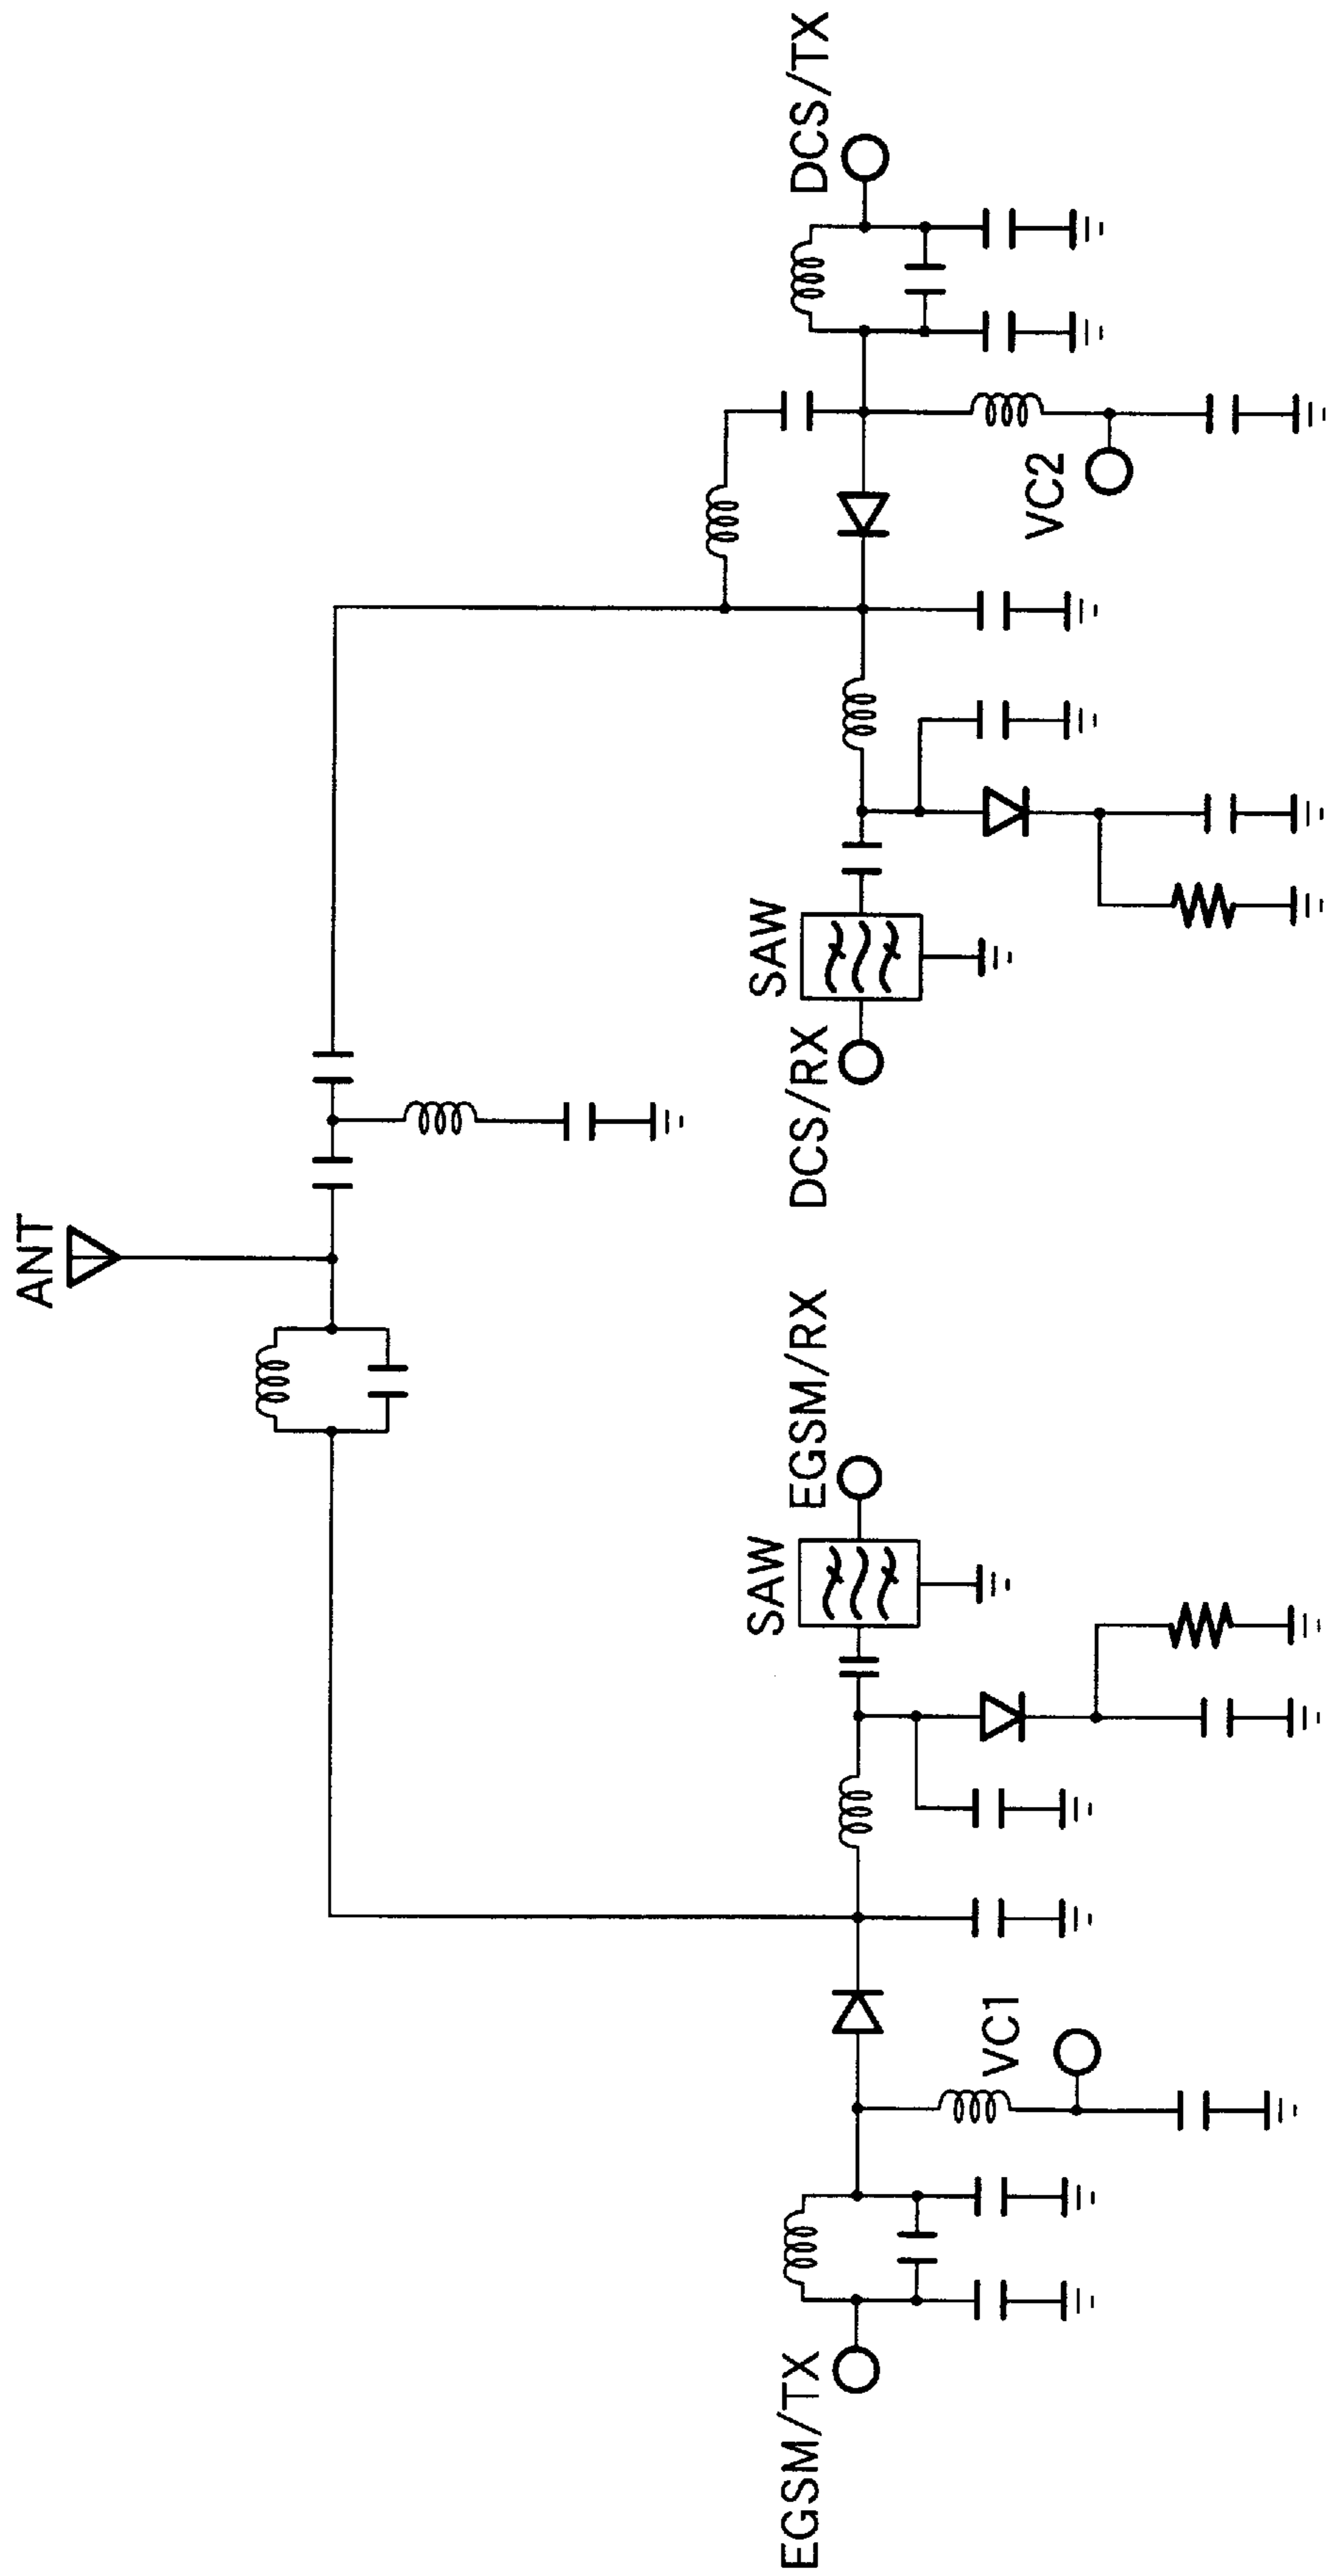 ANT
EGSM/TX
VC1
SAW
EGSM/RX
DCS/RX
SAW
VC2
DCS/TX